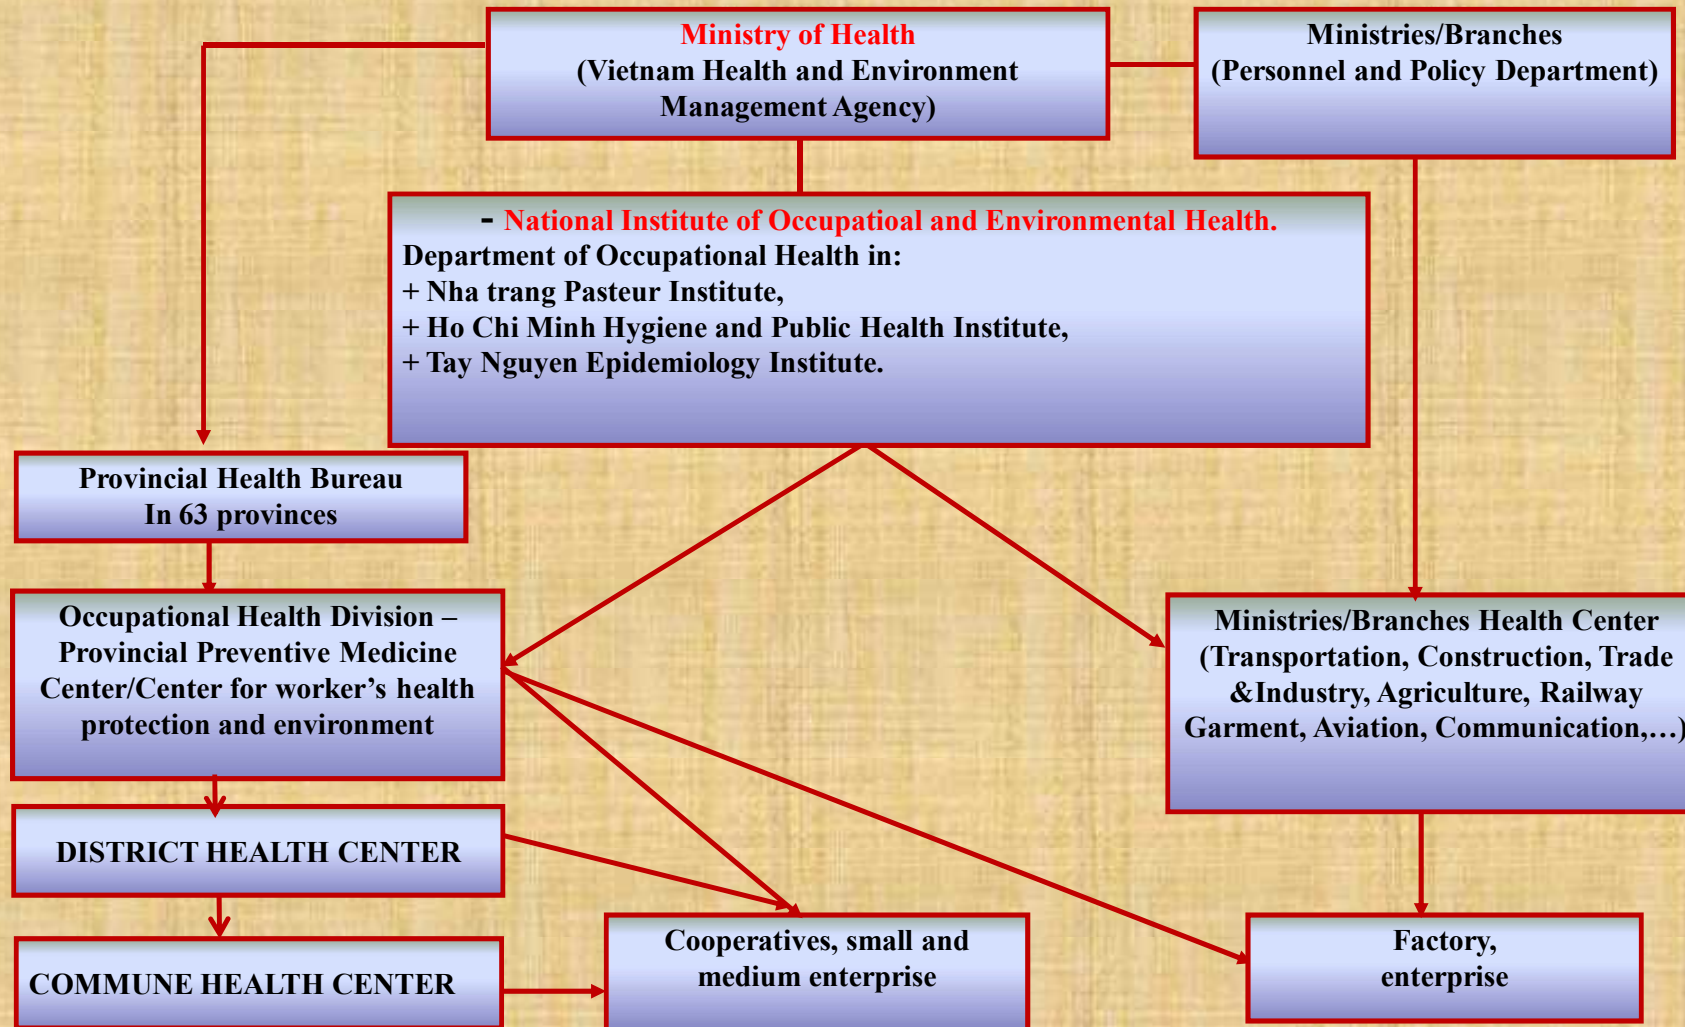 Ministry of Health
(Vietnam Health and Environment
Management Agency)
Ministries/Branches
(Personnel and Policy Department)
- National Institute of Occupatioal and Environmental Health.
Department of Occupational Health in:
+ Nha trang Pasteur Institute,
+ Ho Chi Minh Hygiene and Public Health Institute,
+ Tay Nguyen Epidemiology Institute.
Provincial Health Bureau
In 63 provinces
Occupational Health Division –
Provincial Preventive Medicine
Center/Center for worker’s health
protection and environment
Ministries/Branches Health Center
(Transportation, Construction, Trade
&Industry, Agriculture, Railway
Garment, Aviation, Communication,…)
DISTRICT HEALTH CENTER
COMMUNE HEALTH CENTER
Cooperatives, small and
medium enterprise
Factory,
enterprise